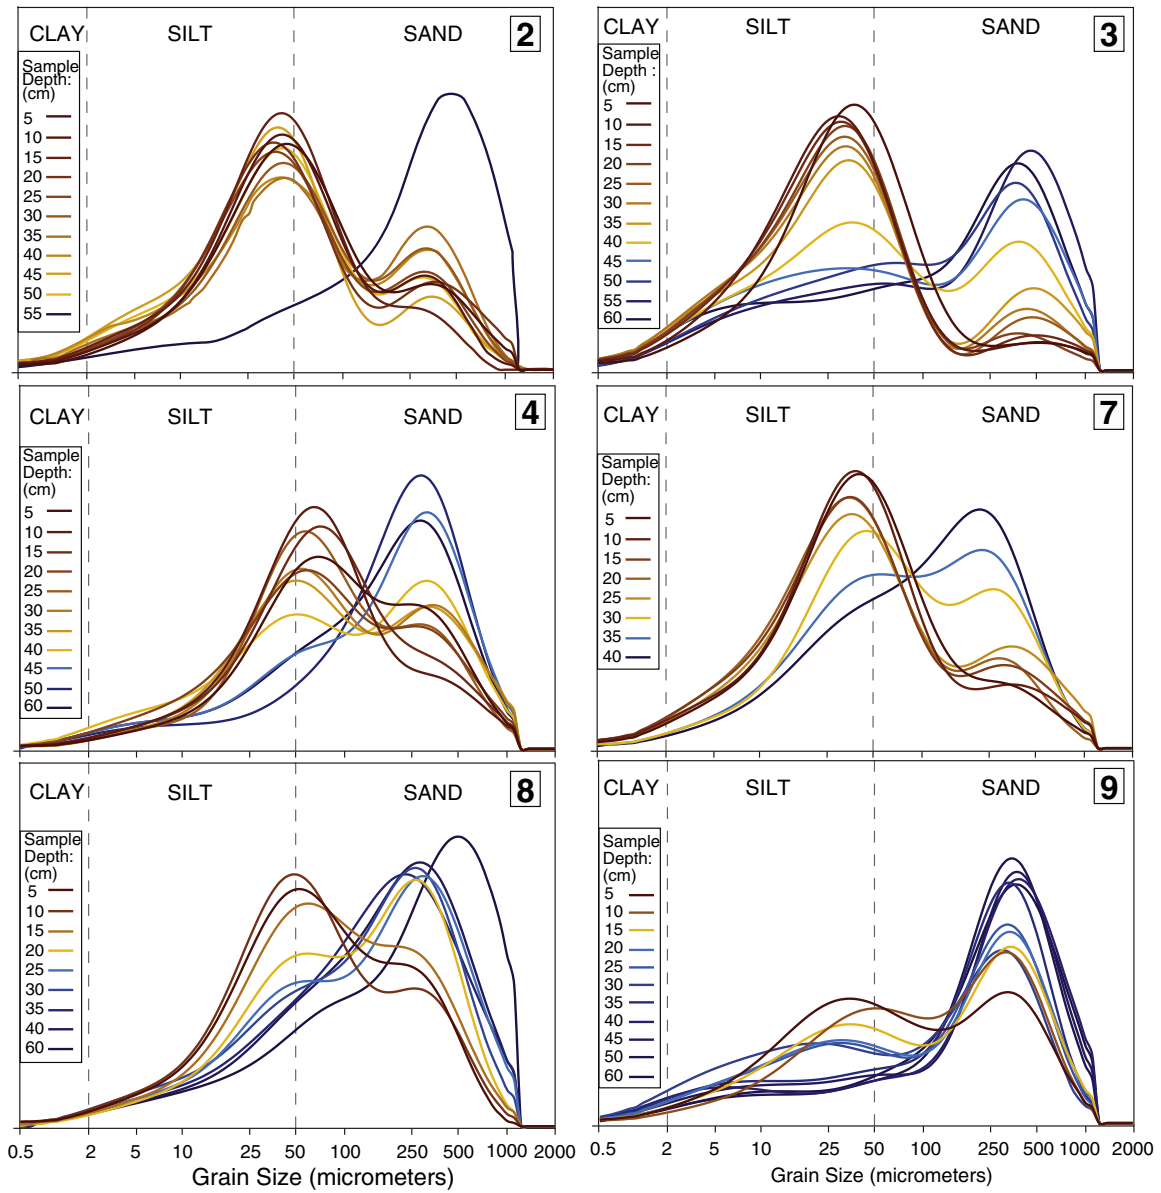 CLAY SILT SAND 2
Sample
Depth:
(cm)
5
10
15
20
25
30
35
40
45
50
55
CLAY SILT SAND 3
Sample
Depth :
(cm)
5
10
15
20
25
30
35
40
45
50
55
60
CLAY SILT SAND 4
Sample
Depth:
(cm)
5
10
15
20
25
30
35
40
45
50
60
CLAY SILT SAND 7
Sample
Depth:
(cm)
5
10
15
20
25
30
35
40
CLAY SILT SAND 8
Sample
Depth:
(cm)
5
10
15
20
25
30
35
40
60
0.5 2 5 10 25 50 100 250 500 1000 2000
Grain Size (micrometers)
CLAY SILT SAND 9
Sample
Depth:
(cm)
5
10
15
20
25
30
35
40
45
50
60
0.5 2 5 10 25 50 100 250 500 1000 2000
Grain Size (micrometers)